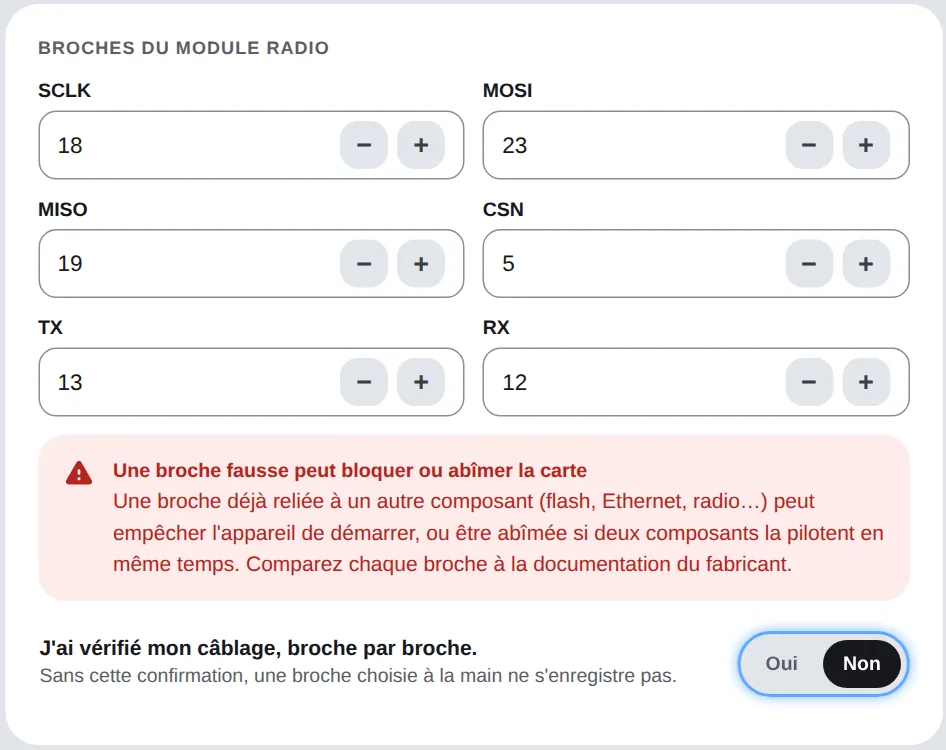 BROCHES DU MODULE RADIO
SCLK
MOSI
18 − +
23 − +
MISO
CSN
19 − +
5 − +
TX
RX
13 − +
12 − +
Une broche fausse peut bloquer ou abîmer la carte
Une broche déjà reliée à un autre composant (flash, Ethernet, radio…) peut
empêcher l'appareil de démarrer, ou être abîmée si deux composants la pilotent en
même temps. Comparez chaque broche à la documentation du fabricant.
J'ai vérifié mon câblage, broche par broche.
Sans cette confirmation, une broche choisie à la main ne s'enregistre pas.
Oui Non